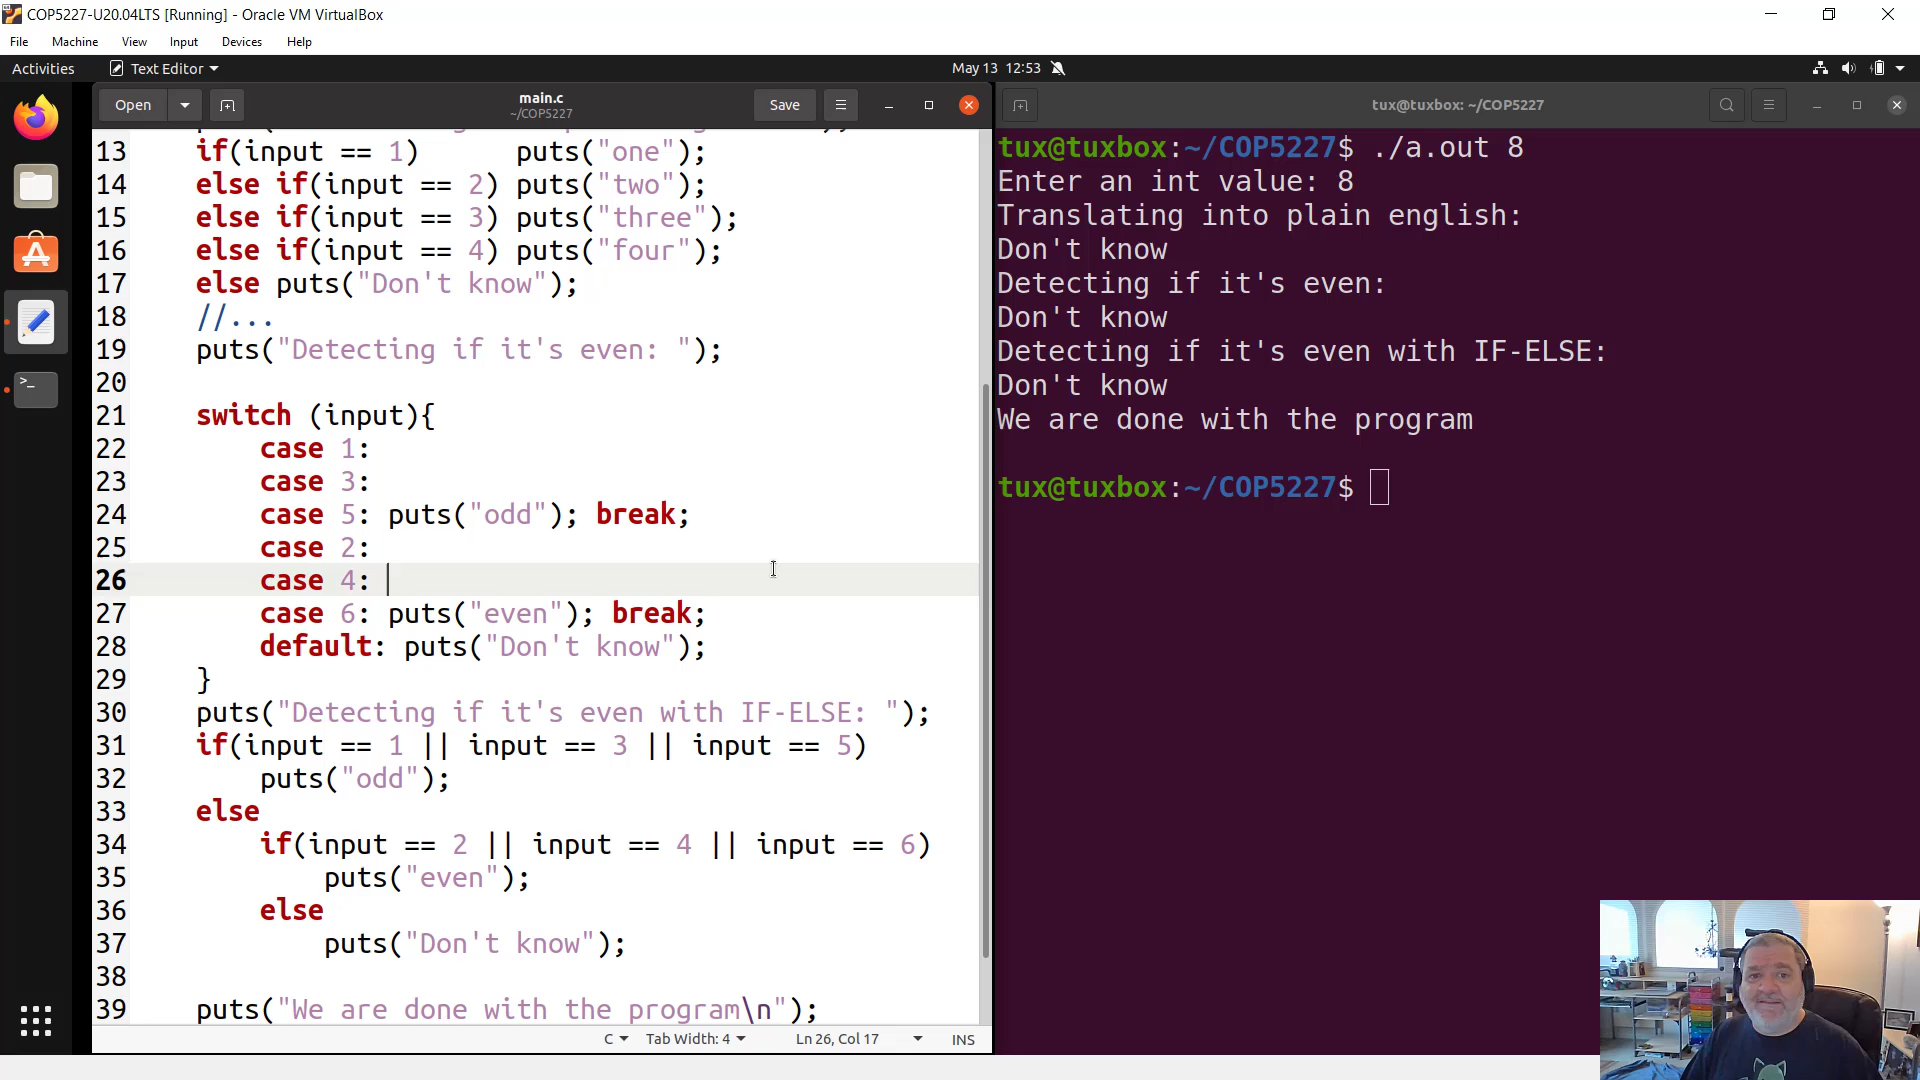 COP5227-U20.04LTS [Running] - Oracle VM VirtualBox
File Machine View Input Devices Help
Activities Text Editor May 13 12:53
Open main.c Save
~/COP5227
13 if(input == 1) puts("one");
14 else if(input == 2) puts("two");
15 else if(input == 3) puts("three");
16 else if(input == 4) puts("four");
17 else puts("Don't know");
18 //...
19 puts("Detecting if it's even: ");
20
21 switch (input){
22 case 1:
23 case 3:
24 case 5: puts("odd"); break;
25 case 2:
26 case 4:
27 case 6: puts("even"); break;
28 default: puts("Don't know");
29 }
30 puts("Detecting if it's even with IF-ELSE: ");
31 if(input == 1 || input == 3 || input == 5)
32 puts("odd");
33 else
34 if(input == 2 || input == 4 || input == 6)
35 puts("even");
36 else
37 puts("Don't know");
38
39 puts("We are done with the program\n");
C Tab Width: 4 Ln 26, Col 17 INS
tux@tuxbox: ~/COP5227
tux@tuxbox:~/COP5227$ ./a.out 8
Enter an int value: 8
Translating into plain english:
Don't know
Detecting if it's even:
Don't know
Detecting if it's even with IF-ELSE:
Don't know
We are done with the program
tux@tuxbox:~/COP5227$